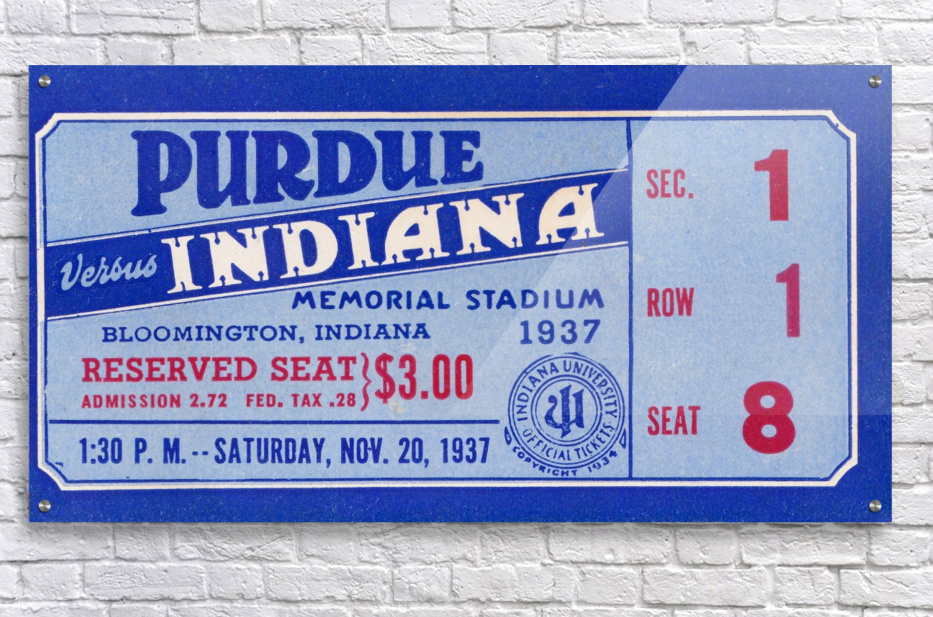 PURDUE
Versus INDIANA
MEMORIAL STADIUM
BLOOMINGTON, INDIANA 1937
RESERVED SEAT} $3.00
ADMISSION 2.72 FED. TAX .28
1:30 P. M. -- SATURDAY, NOV. 20, 1937
INDIANA UNIVERSITY
IU
OFFICIAL TICKETS
COPYRIGHT 1934
SEC. 1
ROW 1
SEAT 8